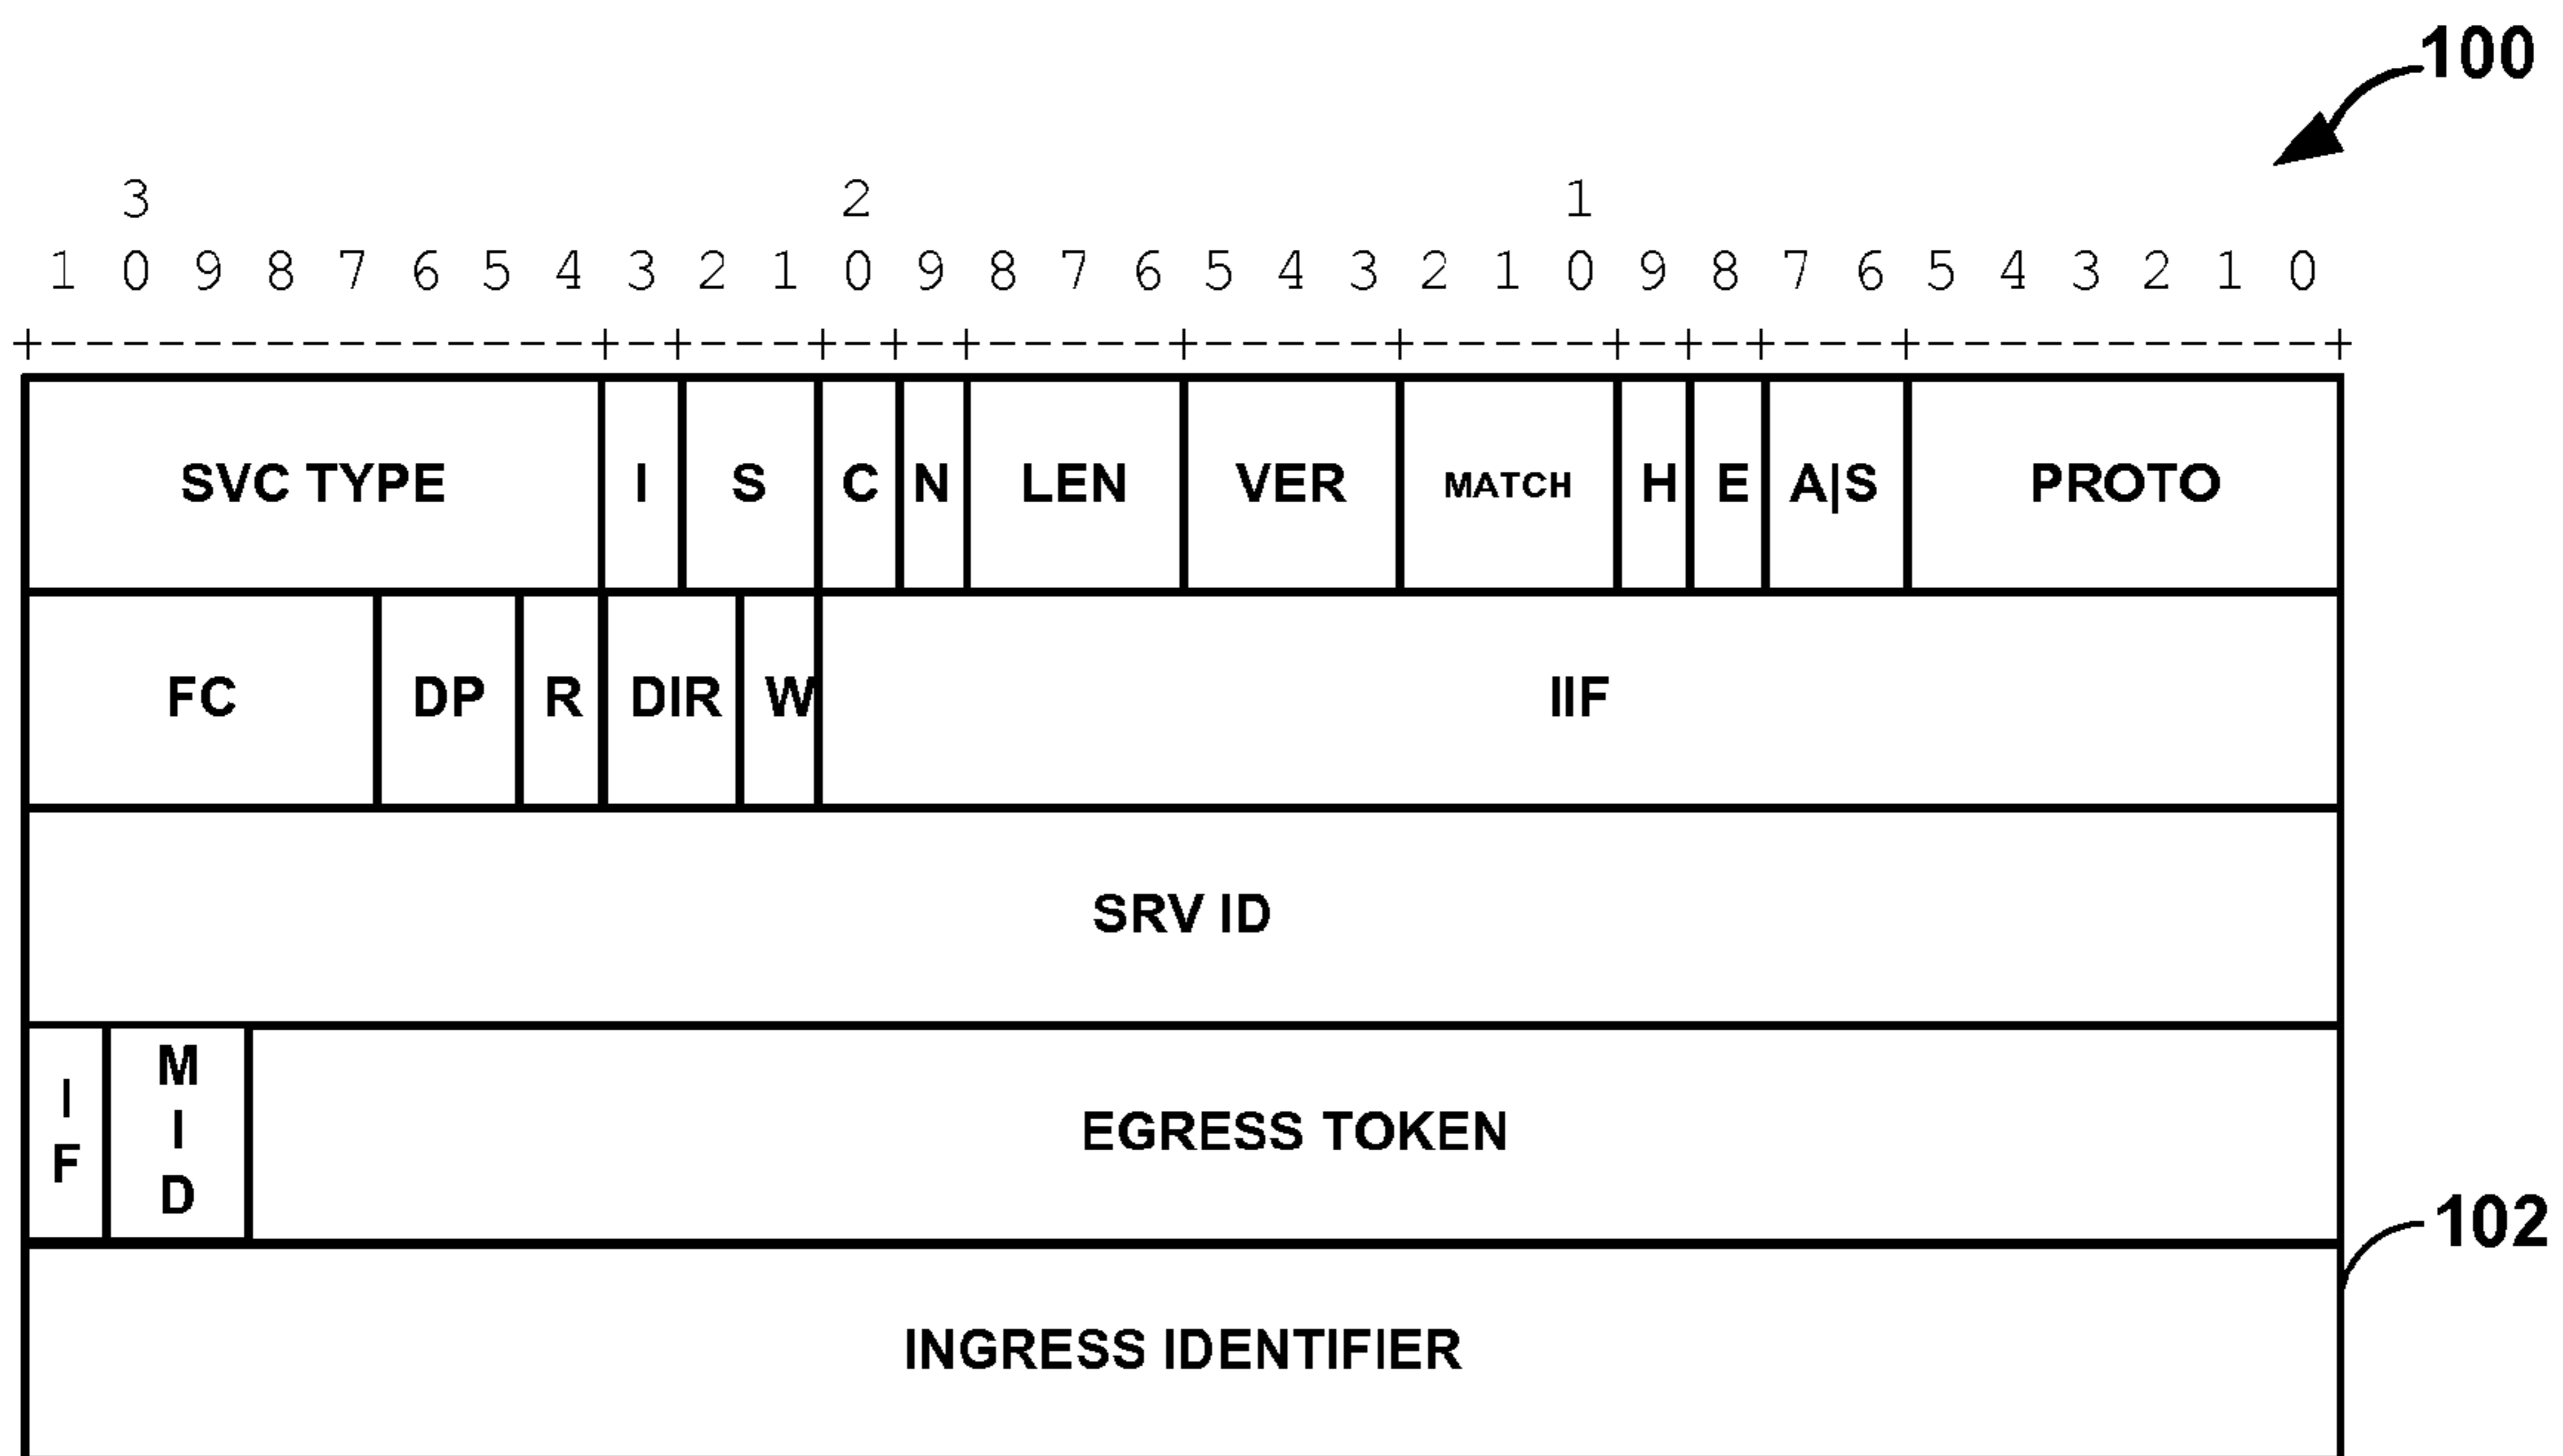 100
3 2 1
1 0 9 8 7 6 5 4 3 2 1 0 9 8 7 6 5 4 3 2 1 0 9 8 7 6 5 4 3 2 1 0
SVC TYPE I S C N LEN VER MATCH H E A|S PROTO
FC DP R DIR W IIF
SRV ID
IF MID EGRESS TOKEN
102
INGRESS IDENTIFIER